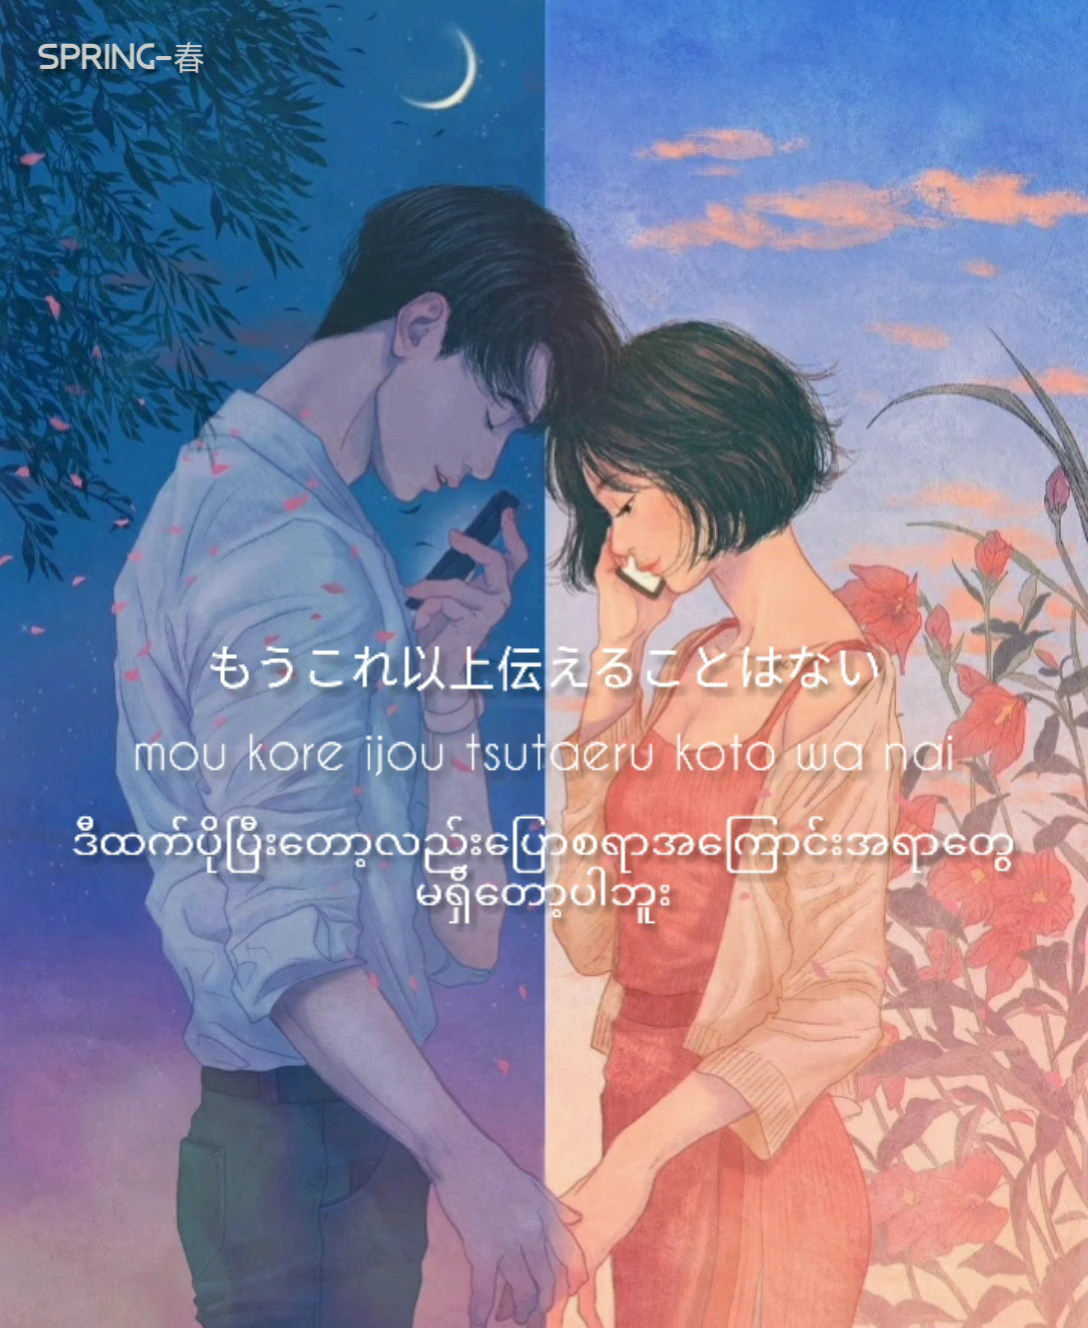 SPRING-春
もうこれ以上伝えることはない
mou kore ijou tsutaeru koto wa nai
ဒီထက်ပိုပြီးတော့လည်းပြောစရာအကြောင်းအရာတွေ
မရှိတော့ပါဘူး